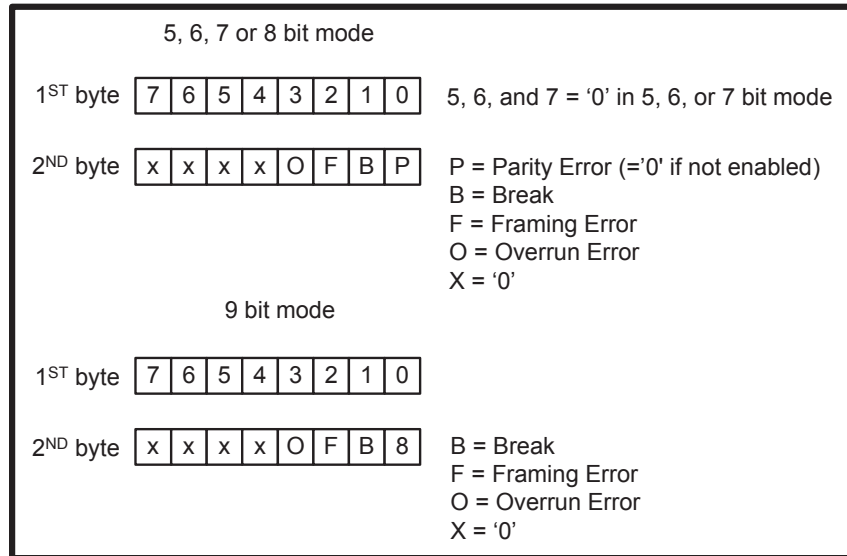 5, 6, 7 or 8 bit mode
1ST byte 7 6 5 4 3 2 1 0 5, 6, and 7 = ‘0’ in 5, 6, or 7 bit mode
2ND byte x x x x O F B P P = Parity Error (=’0' if not enabled)
B = Break
F = Framing Error
O = Overrun Error
X = ‘0’
9 bit mode
1ST byte 7 6 5 4 3 2 1 0
2ND byte x x x x O F B 8 B = Break
F = Framing Error
O = Overrun Error
X = ‘0’